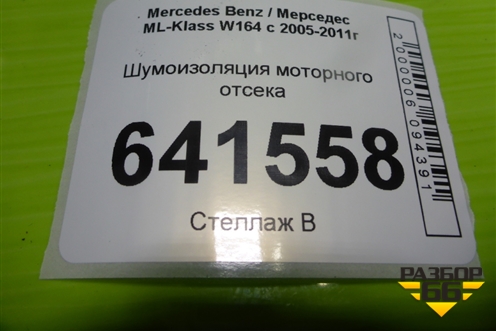 Mercedes Benz / Мерседес
ML-Klass W164 с 2005-2011г
Шумоизоляция моторного
отсека
641558
Стеллаж В
2000006094391
РАЗБОР
66